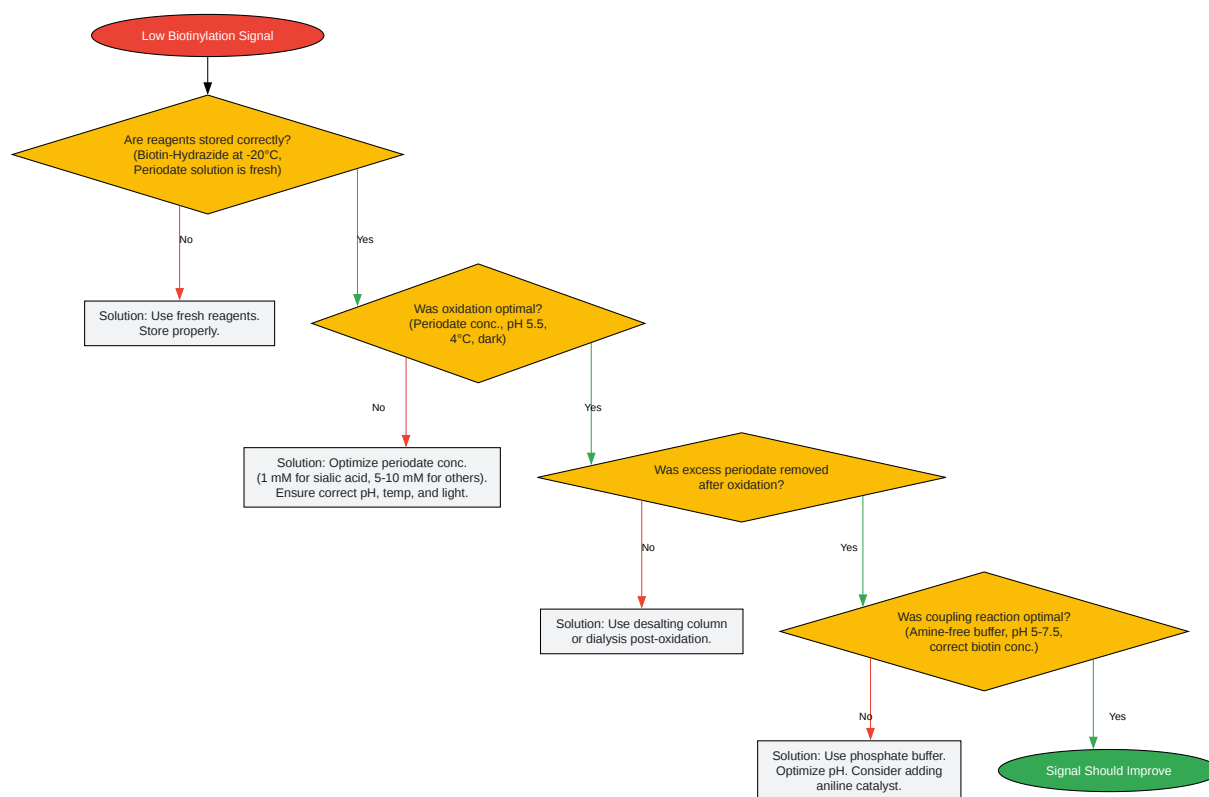 Low Biotinylation Signal
Are reagents stored correctly?
(Biotin-Hydrazide at -20°C,
Periodate solution is fresh)
No
Yes
Solution: Use fresh reagents.
Store properly.
Was oxidation optimal?
(Periodate conc., pH 5.5,
4°C, dark)
No
Yes
Solution: Optimize periodate conc.
(1 mM for sialic acid, 5-10 mM for others).
Ensure correct pH, temp, and light.
Was excess periodate removed
after oxidation?
No
Yes
Solution: Use desalting column
or dialysis post-oxidation.
Was coupling reaction optimal?
(Amine-free buffer, pH 5-7.5,
correct biotin conc.)
No
Yes
Solution: Use phosphate buffer.
Optimize pH. Consider adding
aniline catalyst.
Signal Should Improve